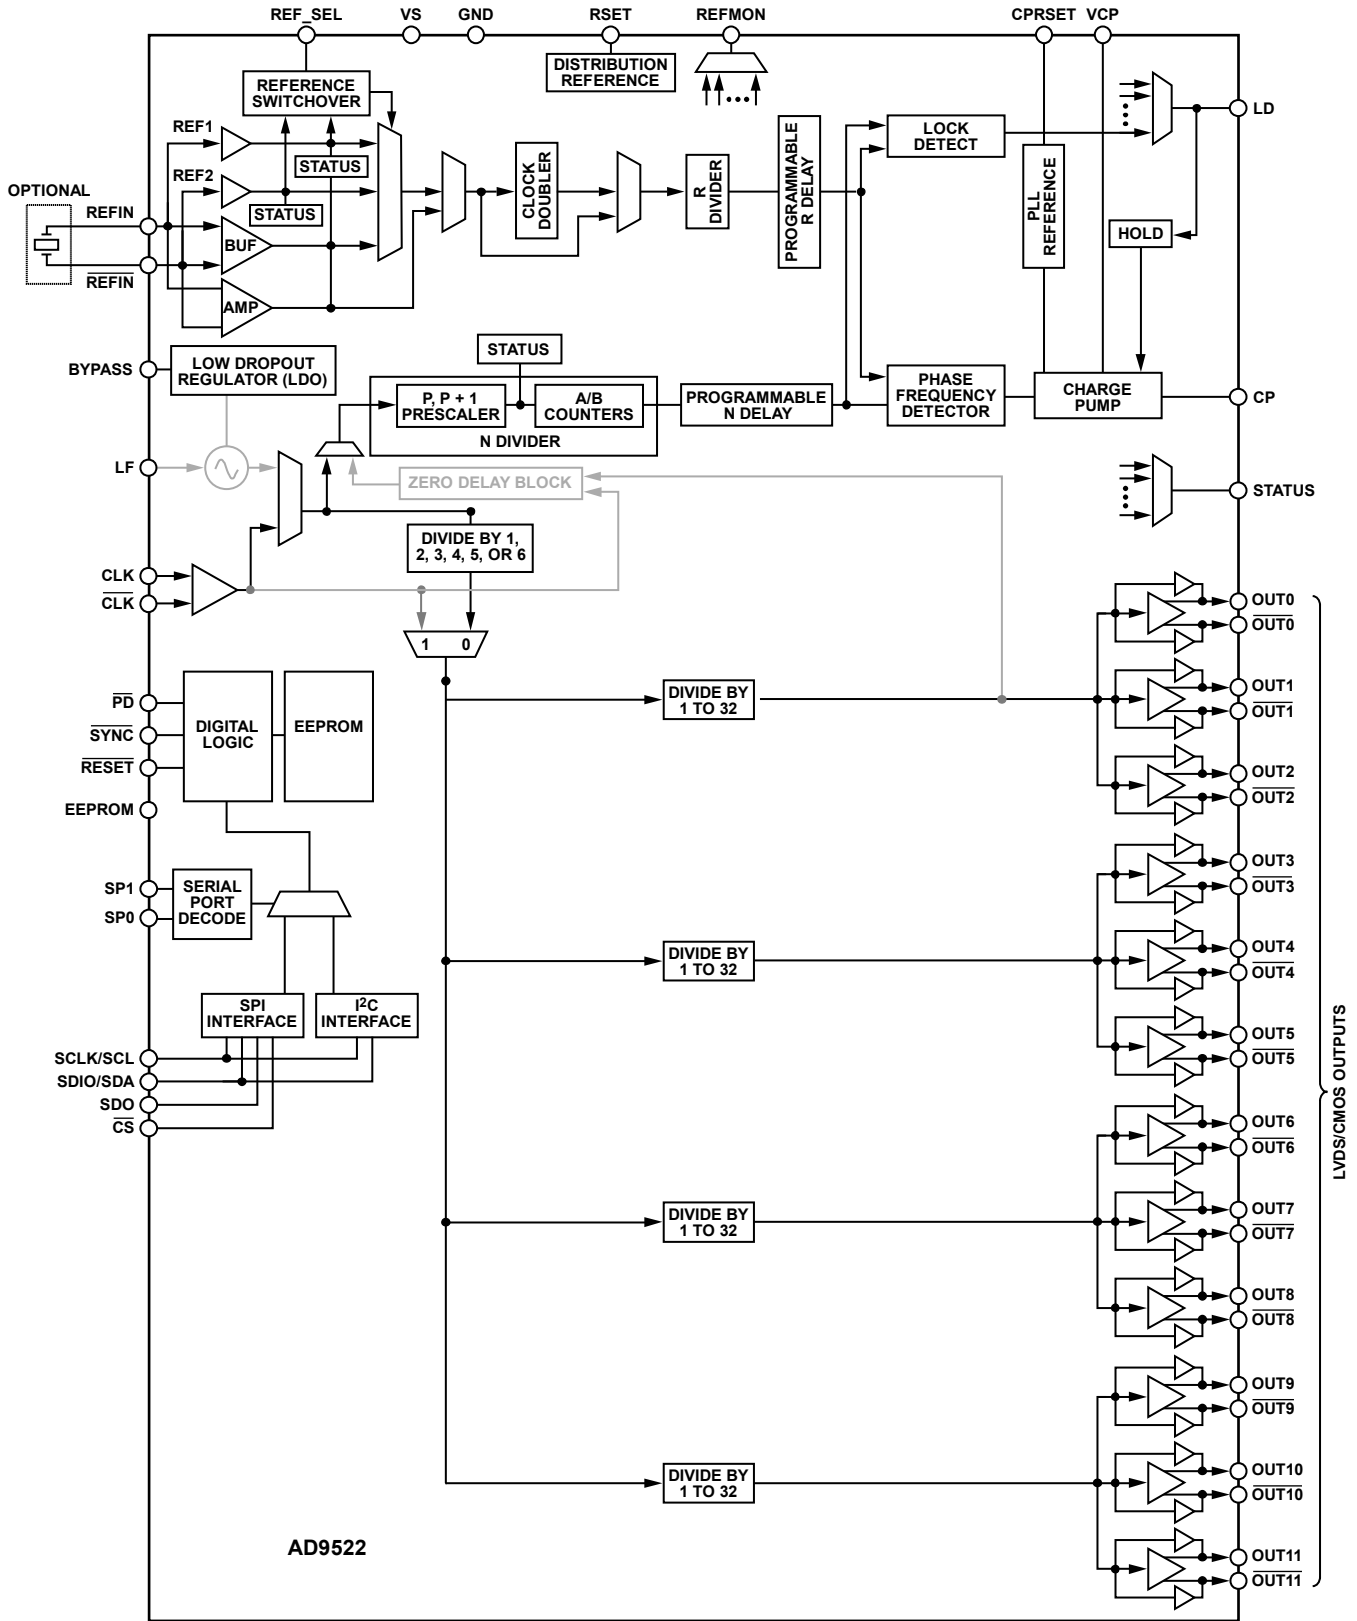 REF_SEL
VS
GND
RSET
REFMON
CPRSET
VCP
DISTRIBUTION
REFERENCE
REFERENCE
SWITCHOVER
REF1
STATUS
REF2
STATUS
OPTIONAL
REFIN
REFIN
BUF
AMP
CLOCK
DOUBLER
R
DIVIDER
PROGRAMMABLE
R DELAY
LOCK
DETECT
LD
PLL
REFERENCE
HOLD
BYPASS
LOW DROPOUT
REGULATOR (LDO)
STATUS
P, P + 1
PRESCALER
A/B
COUNTERS
N DIVIDER
PROGRAMMABLE
N DELAY
PHASE
FREQUENCY
DETECTOR
CHARGE
PUMP
CP
LF
ZERO DELAY BLOCK
STATUS
DIVIDE BY 1,
2, 3, 4, 5, OR 6
CLK
CLK
1 0
OUT0
OUT0
PD
SYNC
RESET
EEPROM
DIGITAL
LOGIC
EEPROM
DIVIDE BY
1 TO 32
OUT1
OUT1
OUT2
OUT2
SP1
SP0
SERIAL
PORT
DECODE
OUT3
OUT3
DIVIDE BY
1 TO 32
OUT4
OUT4
SPI
INTERFACE
I²C
INTERFACE
OUT5
OUT5
SCLK/SCL
SDIO/SDA
SDO
CS
LVDS/CMOS OUTPUTS
OUT6
OUT6
DIVIDE BY
1 TO 32
OUT7
OUT7
OUT8
OUT8
OUT9
OUT9
DIVIDE BY
1 TO 32
OUT10
OUT10
OUT11
OUT11
AD9522